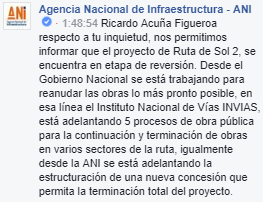 ANI
Agencia Nacional de Infraestructura - ANI
· 1:48:54 Ricardo Acuña Figueroa
respecto a tu inquietud, nos permitimos
informar que el proyecto de Ruta de Sol 2, se
encuentra en etapa de reversión. Desde el
Gobierno Nacional se está trabajando para
reanudar las obras lo más pronto posible, en
esa línea el Instituto Nacional de Vías INVIAS,
está adelantando 5 procesos de obra pública
para la continuación y terminación de obras
en varios sectores de la ruta, igualmente
desde la ANI se está adelantando la
estructuración de una nueva concesión que
permita la terminación total del proyecto.